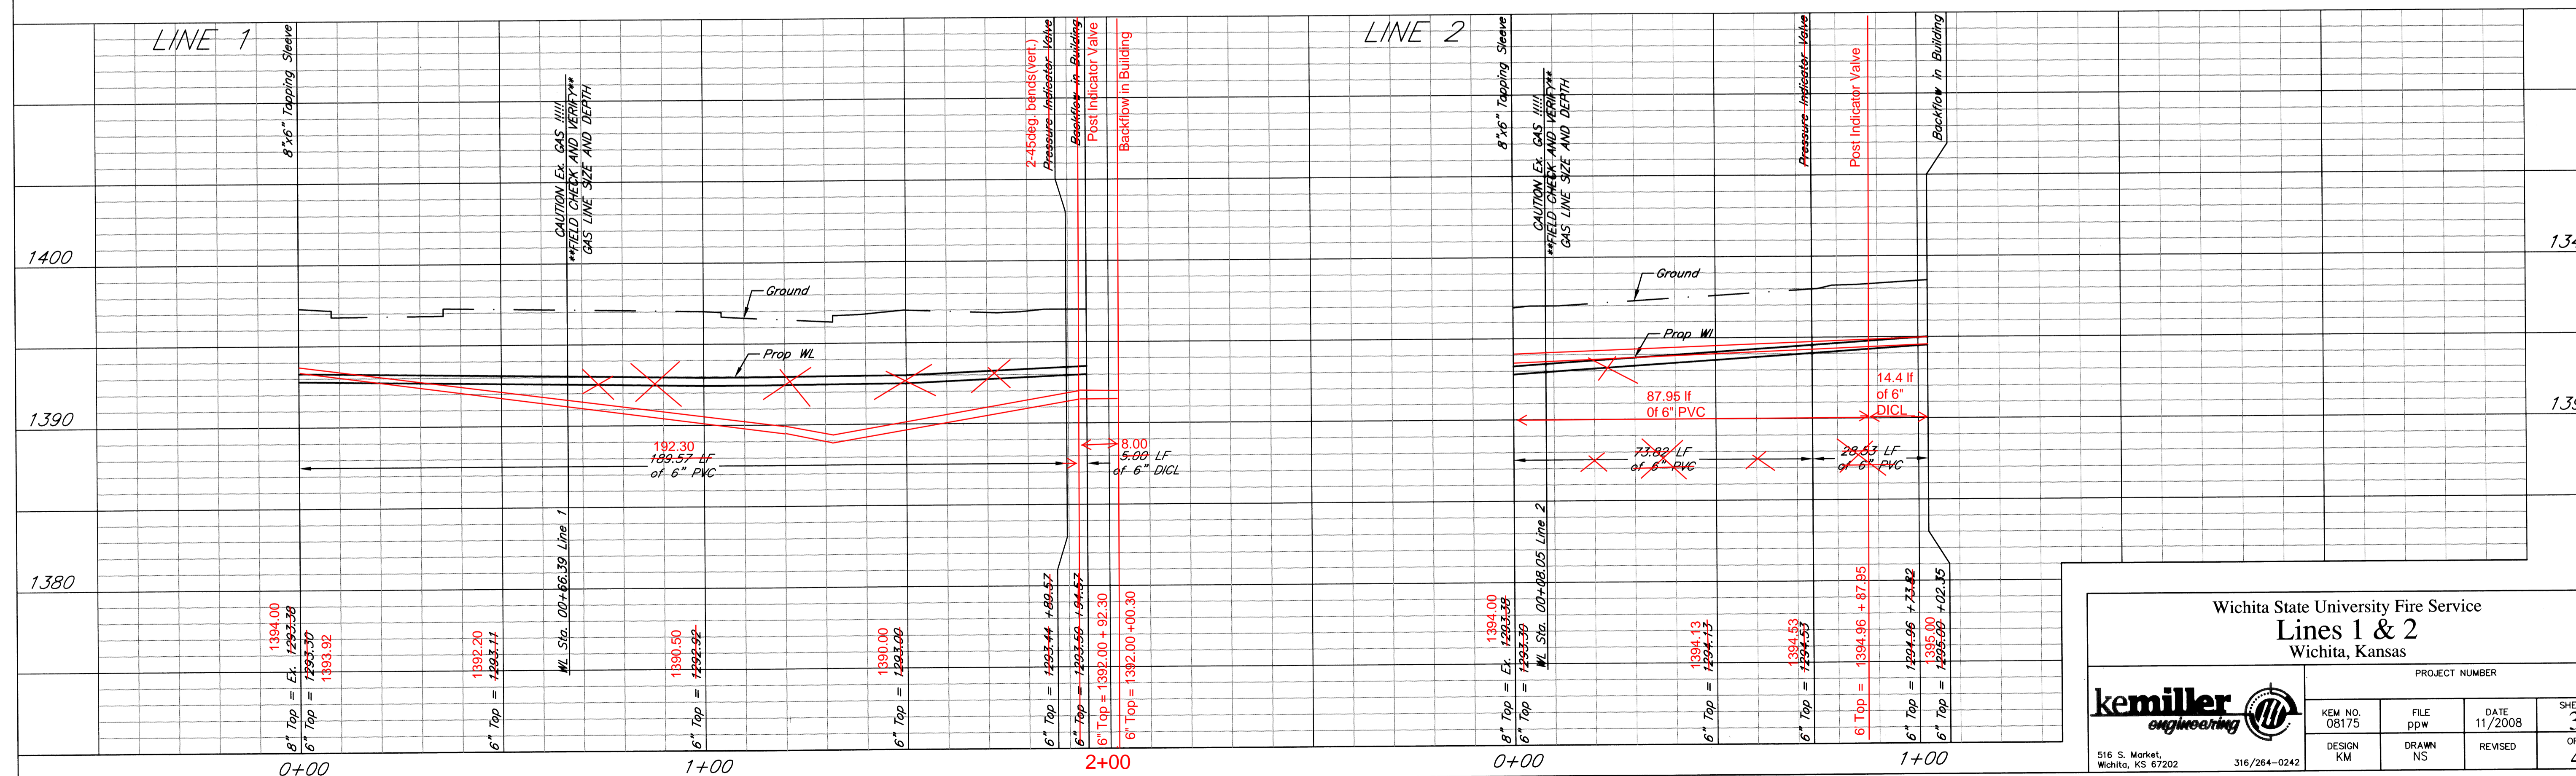 LINE 1
8"x6" Tapping Sleeve
CAUTION Ex. GAS !!!!
**FIELD CHECK AND VERIFY**
GAS LINE SIZE AND DEPTH
2-45deg. bends(vert.)
Pressure Indicator Valve
Backflow in Building
Post Indicator Valve
Backflow in Building
LINE 2
8"x6" Tapping Sleeve
CAUTION Ex. GAS !!!!
**FIELD CHECK AND VERIFY**
GAS LINE SIZE AND DEPTH
Pressure Indicator Valve
Post Indicator Valve
Backflow in Building
1400
Ground
Prop WL
Ground
Prop WL
1390
192.30
189.57 LF
of 6" PVC
8.00
5.00 LF
of 6" DICL
87.95 lf
0f 6" PVC
14.4 lf
of 6"
DICL
73.82 LF
of 6" PVC
28.53 LF
of 6" PVC
1380
1394.00
8" Top = Ex. 1293.38
6" Top = 1293.30
1393.92
1392.20
6" Top = 1293.11
WL Sta. 00+66.39 Line 1
1390.50
6" Top = 1292.92
1390.00
6" Top = 1293.00
6" Top = 1293.44 +89.57
6" Top = 1293.50 +94.57
6" Top = 1392.00 + 92.30
6" Top = 1392.00 +00.30
1394.00
8" Top = Ex. 1293.38
6" Top = 1293.30
WL Sta. 00+08.05 Line 2
1394.13
6" Top = 1294.13
1394.53
6" Top = 1294.53
6 Top = 1394.96 + 87.95
6" Top = 1294.96 +73.82
1395.00
6" Top = 1295.00 +02.35
0+00
1+00
2+00
0+00
1+00
Wichita State University Fire Service
Lines 1 & 2
Wichita, Kansas
kemiller
engineering
516 S. Market,
Wichita, KS 67202
316/264-0242
PROJECT NUMBER
KEM NO.
08175
FILE
ppw
DATE
11/2008
DESIGN
KM
DRAWN
NS
REVISED